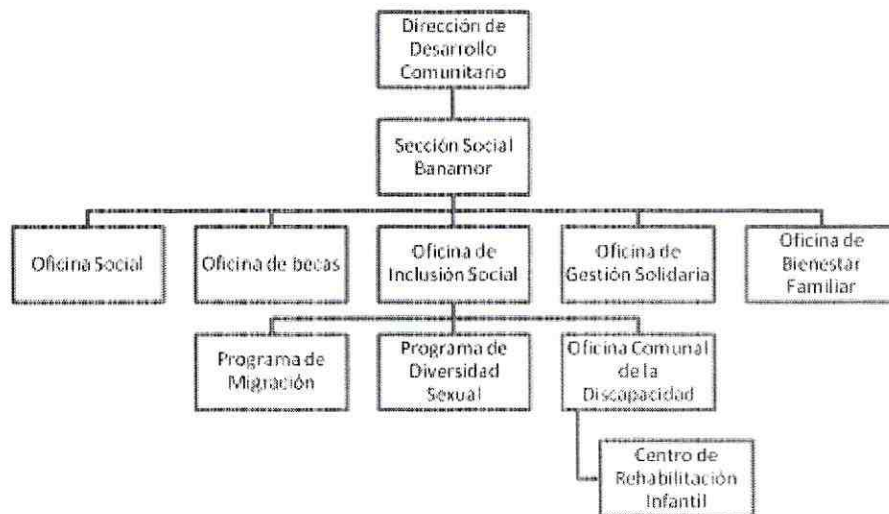 Dirección de
Desarrollo
Comunitario
Sección Social
Banamor
Oficina Social
Oficina de becas
Oficina de
Inclusión Social
Oficina de
Gestión Solidaria
Oficina de
Bienestar
Familiar
Programa de
Migración
Programa de
Diversidad
Sexual
Oficina Comunal
de la
Discapacidad
Centro de
Rehabilitación
Infantil